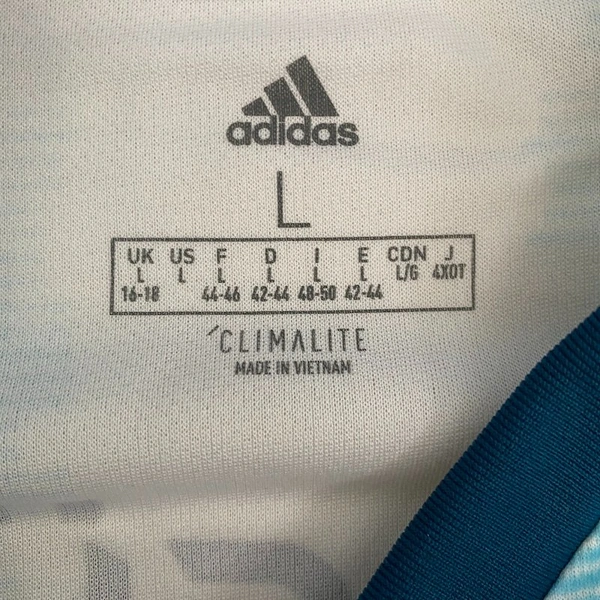 adidas
L
UK US F D I E CDN J
L L L L L L L/G 4XOT
16-18 44-46 42-44 48-50 42-44
CLIMALITE
MADE IN VIETNAM